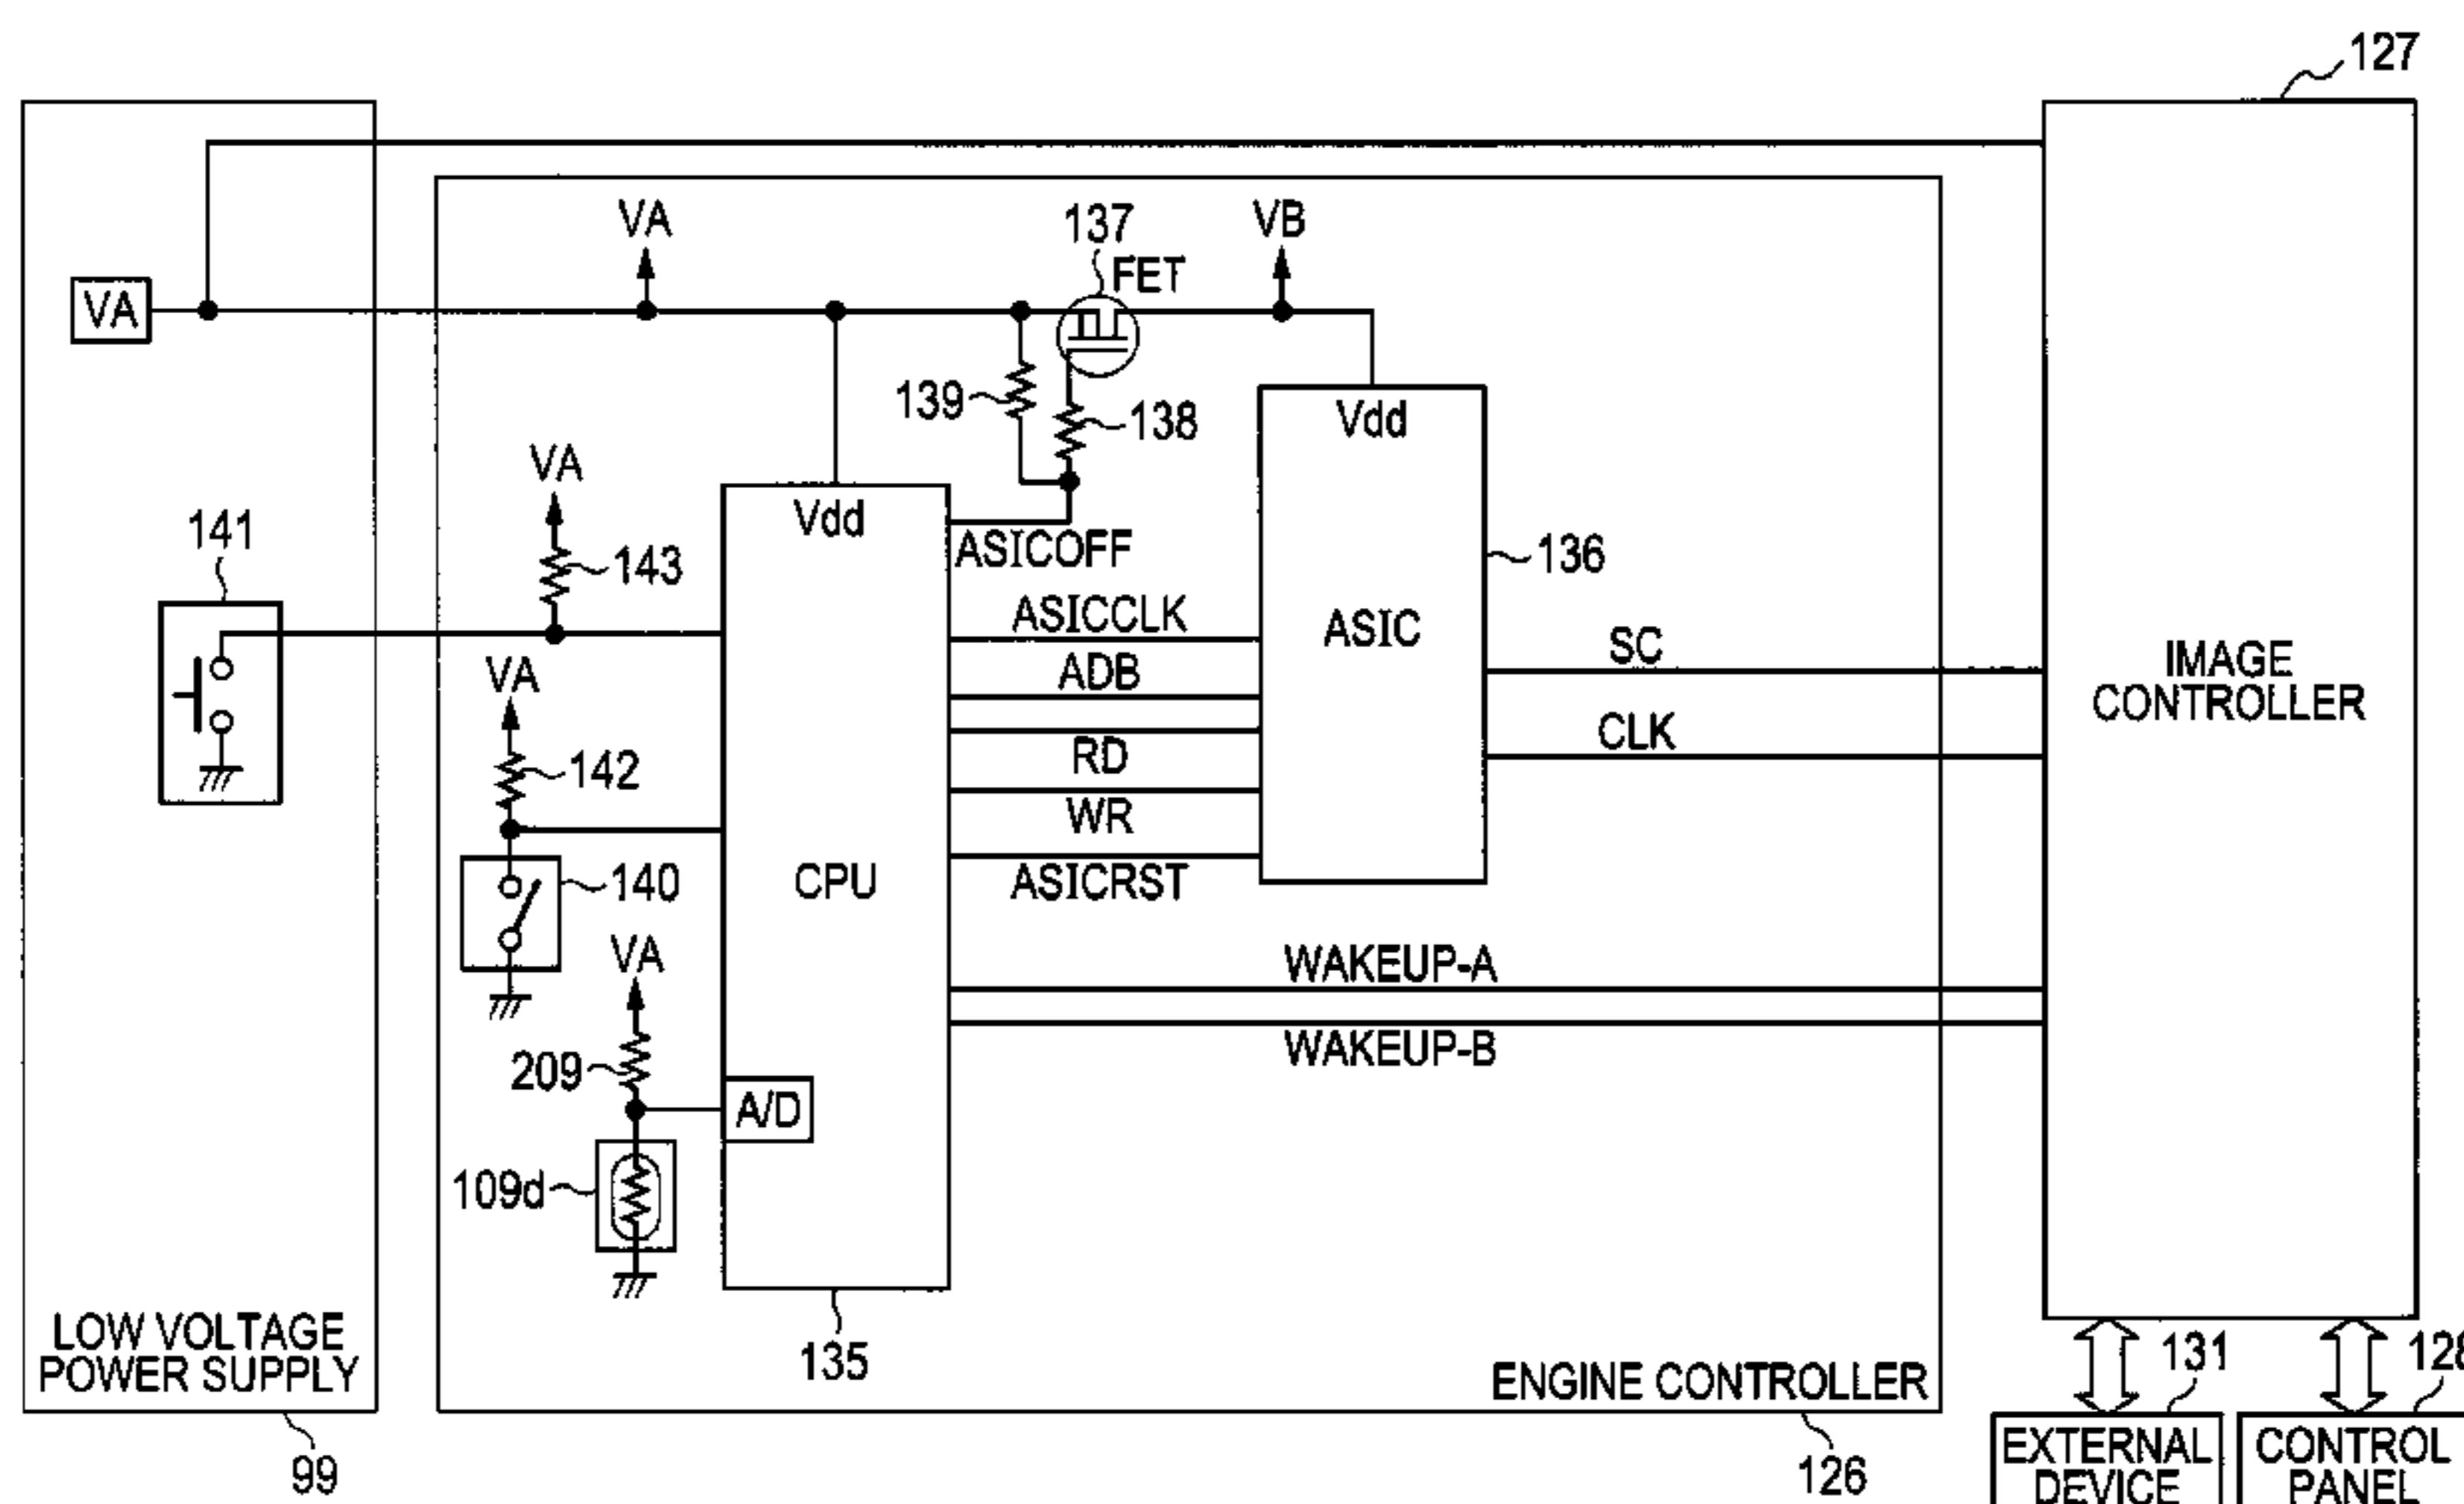 127
VA
137
VB
FET
VA
139
138
Vdd
VA
141
Vdd
143
ASICOFF
136
ASICCLK
ASIC
SC
VA
ADB
IMAGE
CONTROLLER
CLK
142
RD
WR
140
CPU
ASICRST
VA
WAKEUP-A
209
WAKEUP-B
A/D
109d
LOW VOLTAGE
POWER SUPPLY
135
ENGINE CONTROLLER
131
128
99
126
EXTERNAL
DEVICE
CONTROL
PANEL